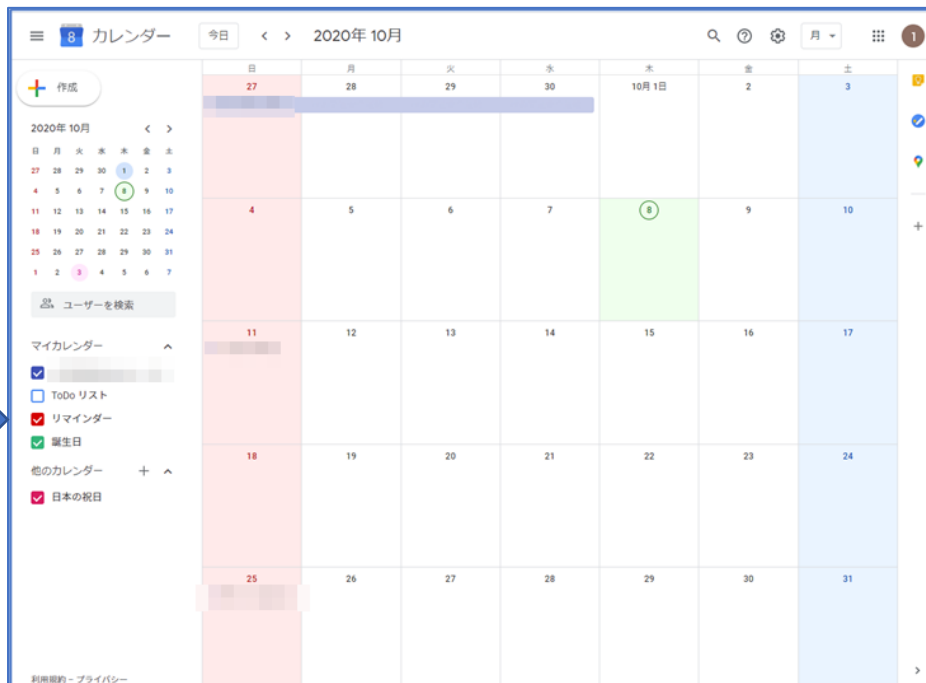 8 カレンダー 今日 2020年 10月 月 1
作成
2020年 10月
日 月 火 水 木 金 土
27 28 29 30 1 2 3
4 5 6 7 8 9 10
11 12 13 14 15 16 17
18 19 20 21 22 23 24
25 26 27 28 29 30 31
1 2 3 4 5 6 7
ユーザーを検索
マイカレンダー
ToDo リスト
リマインダー
誕生日
他のカレンダー
日本の祝日
利用規約 – プライバシー
日 月 火 水 木 金 土
27 28 29 30 10月 1日 2 3
4 5 6 7 8 9 10
11 12 13 14 15 16 17
18 19 20 21 22 23 24
25 26 27 28 29 30 31